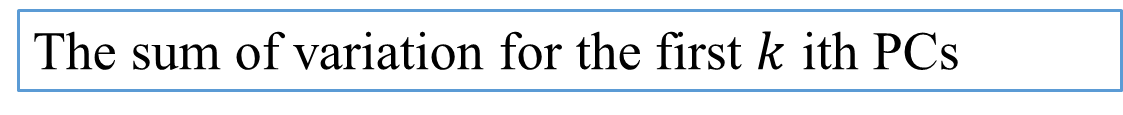 The sum of variation for the first k ith PCs